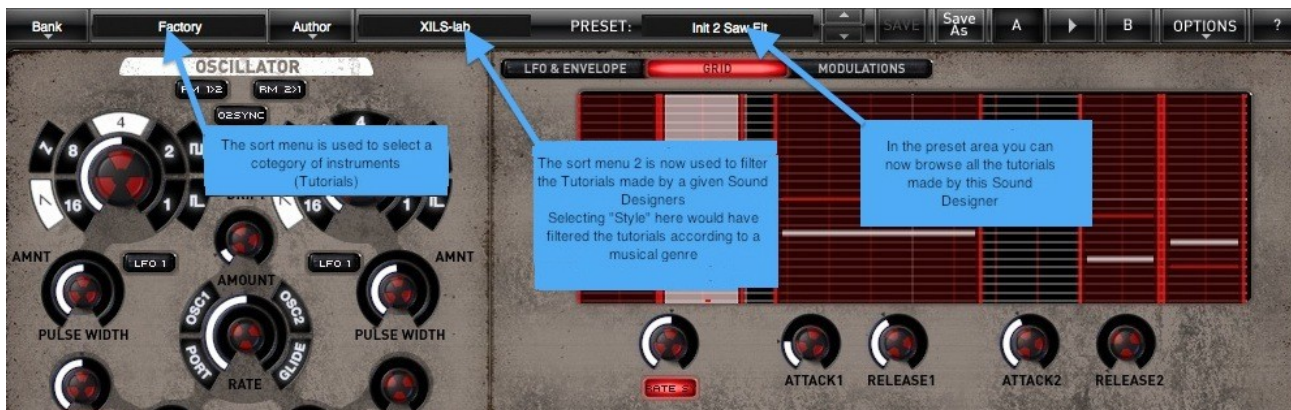 Bank Factory Author XILS-lab PRESET: Init 2 Saw Flt SAVE Save As A B OPTIONS ?
OSCILLATOR LFO & ENVELOPE GRID MODULATIONS
RM 1>2 RM 2>1
O2SYNC
4 4
Z 8 2
7 16 1 7 16 1
The sort menu is used to select a
cotegory of instruments
(Tutorials)
The sort menu 2 is now used to filter
the Tutorials made by a given Sound
Designers
Selecting "Style" here would have
filtered the tutorials according to a
musical genre
In the preset area you can
now browse all the tutorials
made by this Sound
Designer
AMNT LFO 1 LFO 1 AMNT
AMOUNT
PULSE WIDTH OSC1 OSC2 PULSE WIDTH
PORT GLIDE
RATE
ATTACK1 RELEASE1 ATTACK2 RELEASE2
RATE S